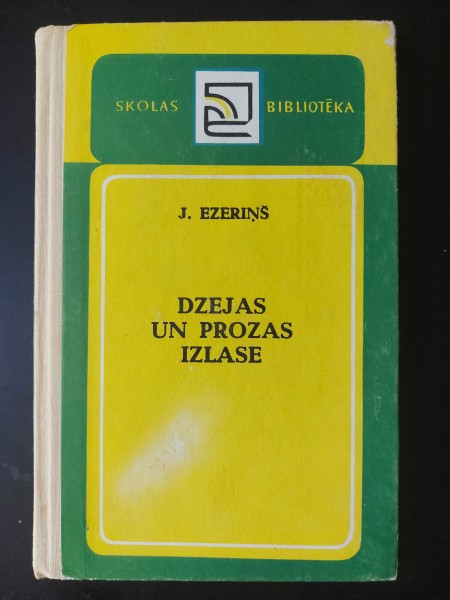 SKOLAS BIBLIOTĒKA
J. EZERIŅŠ
DZEJAS
UN PROZAS
IZLASE